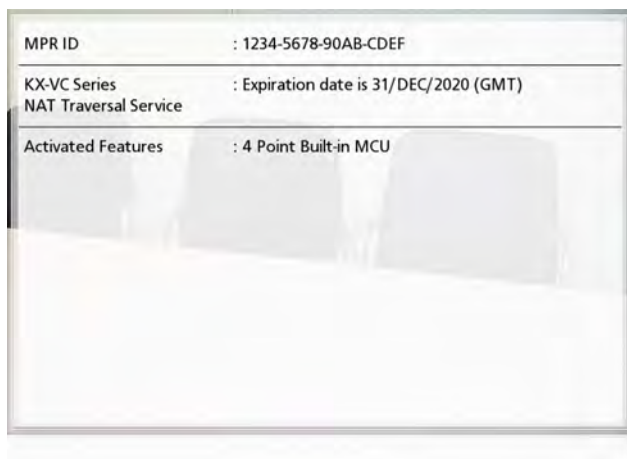 MPR ID : 1234-5678-90AB-CDEF
KX-VC Series : Expiration date is 31/DEC/2020 (GMT)
NAT Traversal Service
Activated Features : 4 Point Built-in MCU